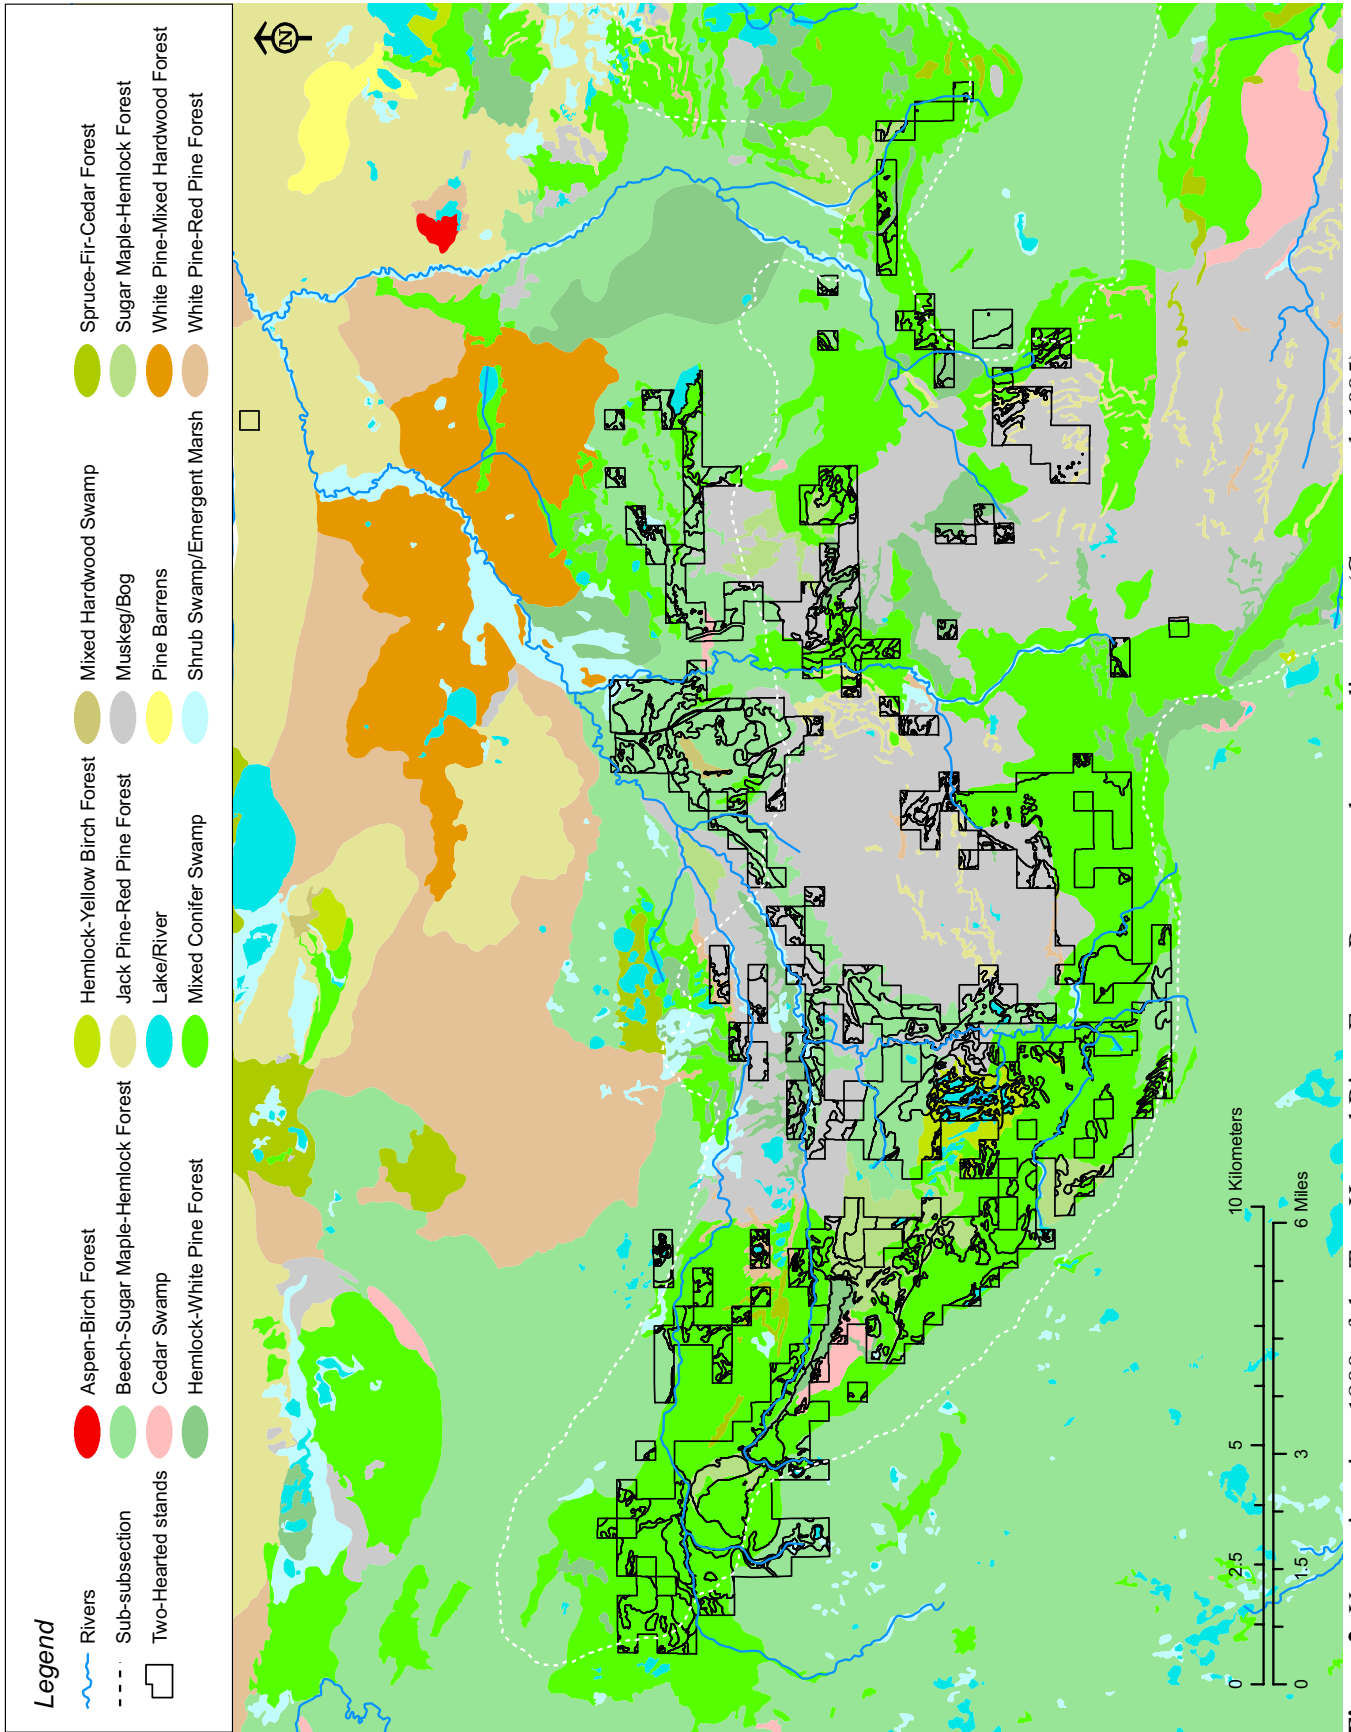 Legend
Rivers
Sub-subsection
Two-Hearted stands
Aspen-Birch Forest
Beech-Sugar Maple-Hemlock Forest
Cedar Swamp
Hemlock-White Pine Forest
Hemlock-Yellow Birch Forest
Jack Pine-Red Pine Forest
Lake/River
Mixed Conifer Swamp
Mixed Hardwood Swamp
Muskeg/Bog
Pine Barrens
Shrub Swamp/Emergent Marsh
Spruce-Fir-Cedar Forest
Sugar Maple-Hemlock Forest
White Pine-Mixed Hardwood Forest
White Pine-Red Pine Forest
N
0 2.5 5 10 Kilometers
0 1.5 3 6 Miles